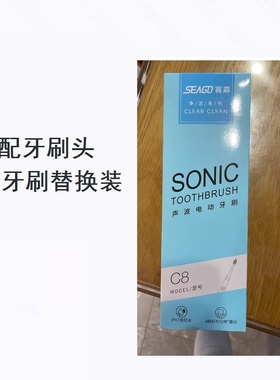 配牙刷头
牙刷替换装
SEAGO 赛嘉
净洁系列
CLEAR CLEAN
SONIC
TOOTHBRUSH
声波电动牙刷
C8
MODEL/型号